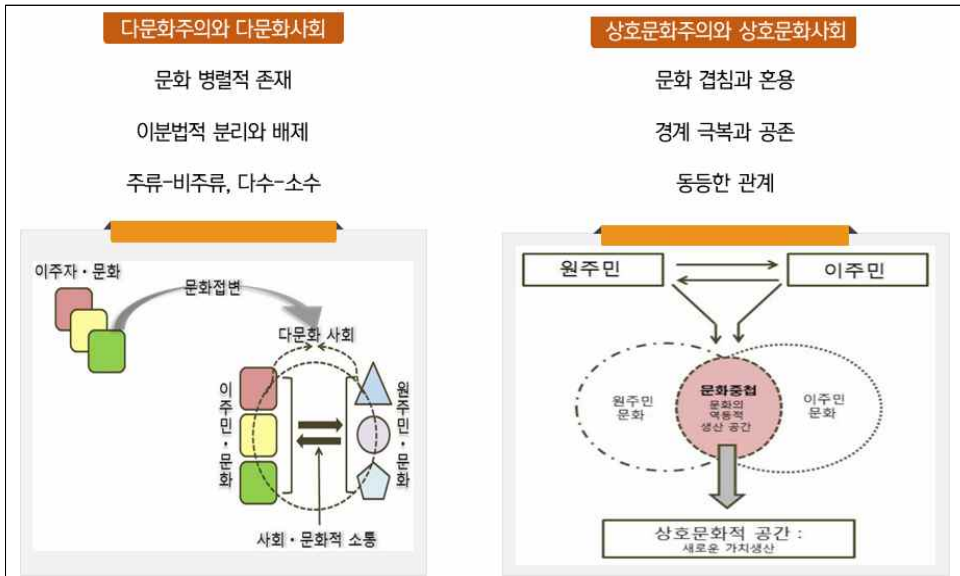 다문화주의와 다문화사회
문화 병렬적 존재
이분법적 분리와 배제
주류-비주류, 다수-소수
이주자・문화
문화접변
다문화 사회
이주민・문화
원주민・문화
사회・문화적 소통
상호문화주의와 상호문화사회
문화 겹침과 혼용
경계 극복과 공존
동등한 관계
원주민
이주민
원주민
문화
문화중첩
문화의
역동적
생산 공간
이주민
문화
상호문화적 공간 :
새로운 가치생산